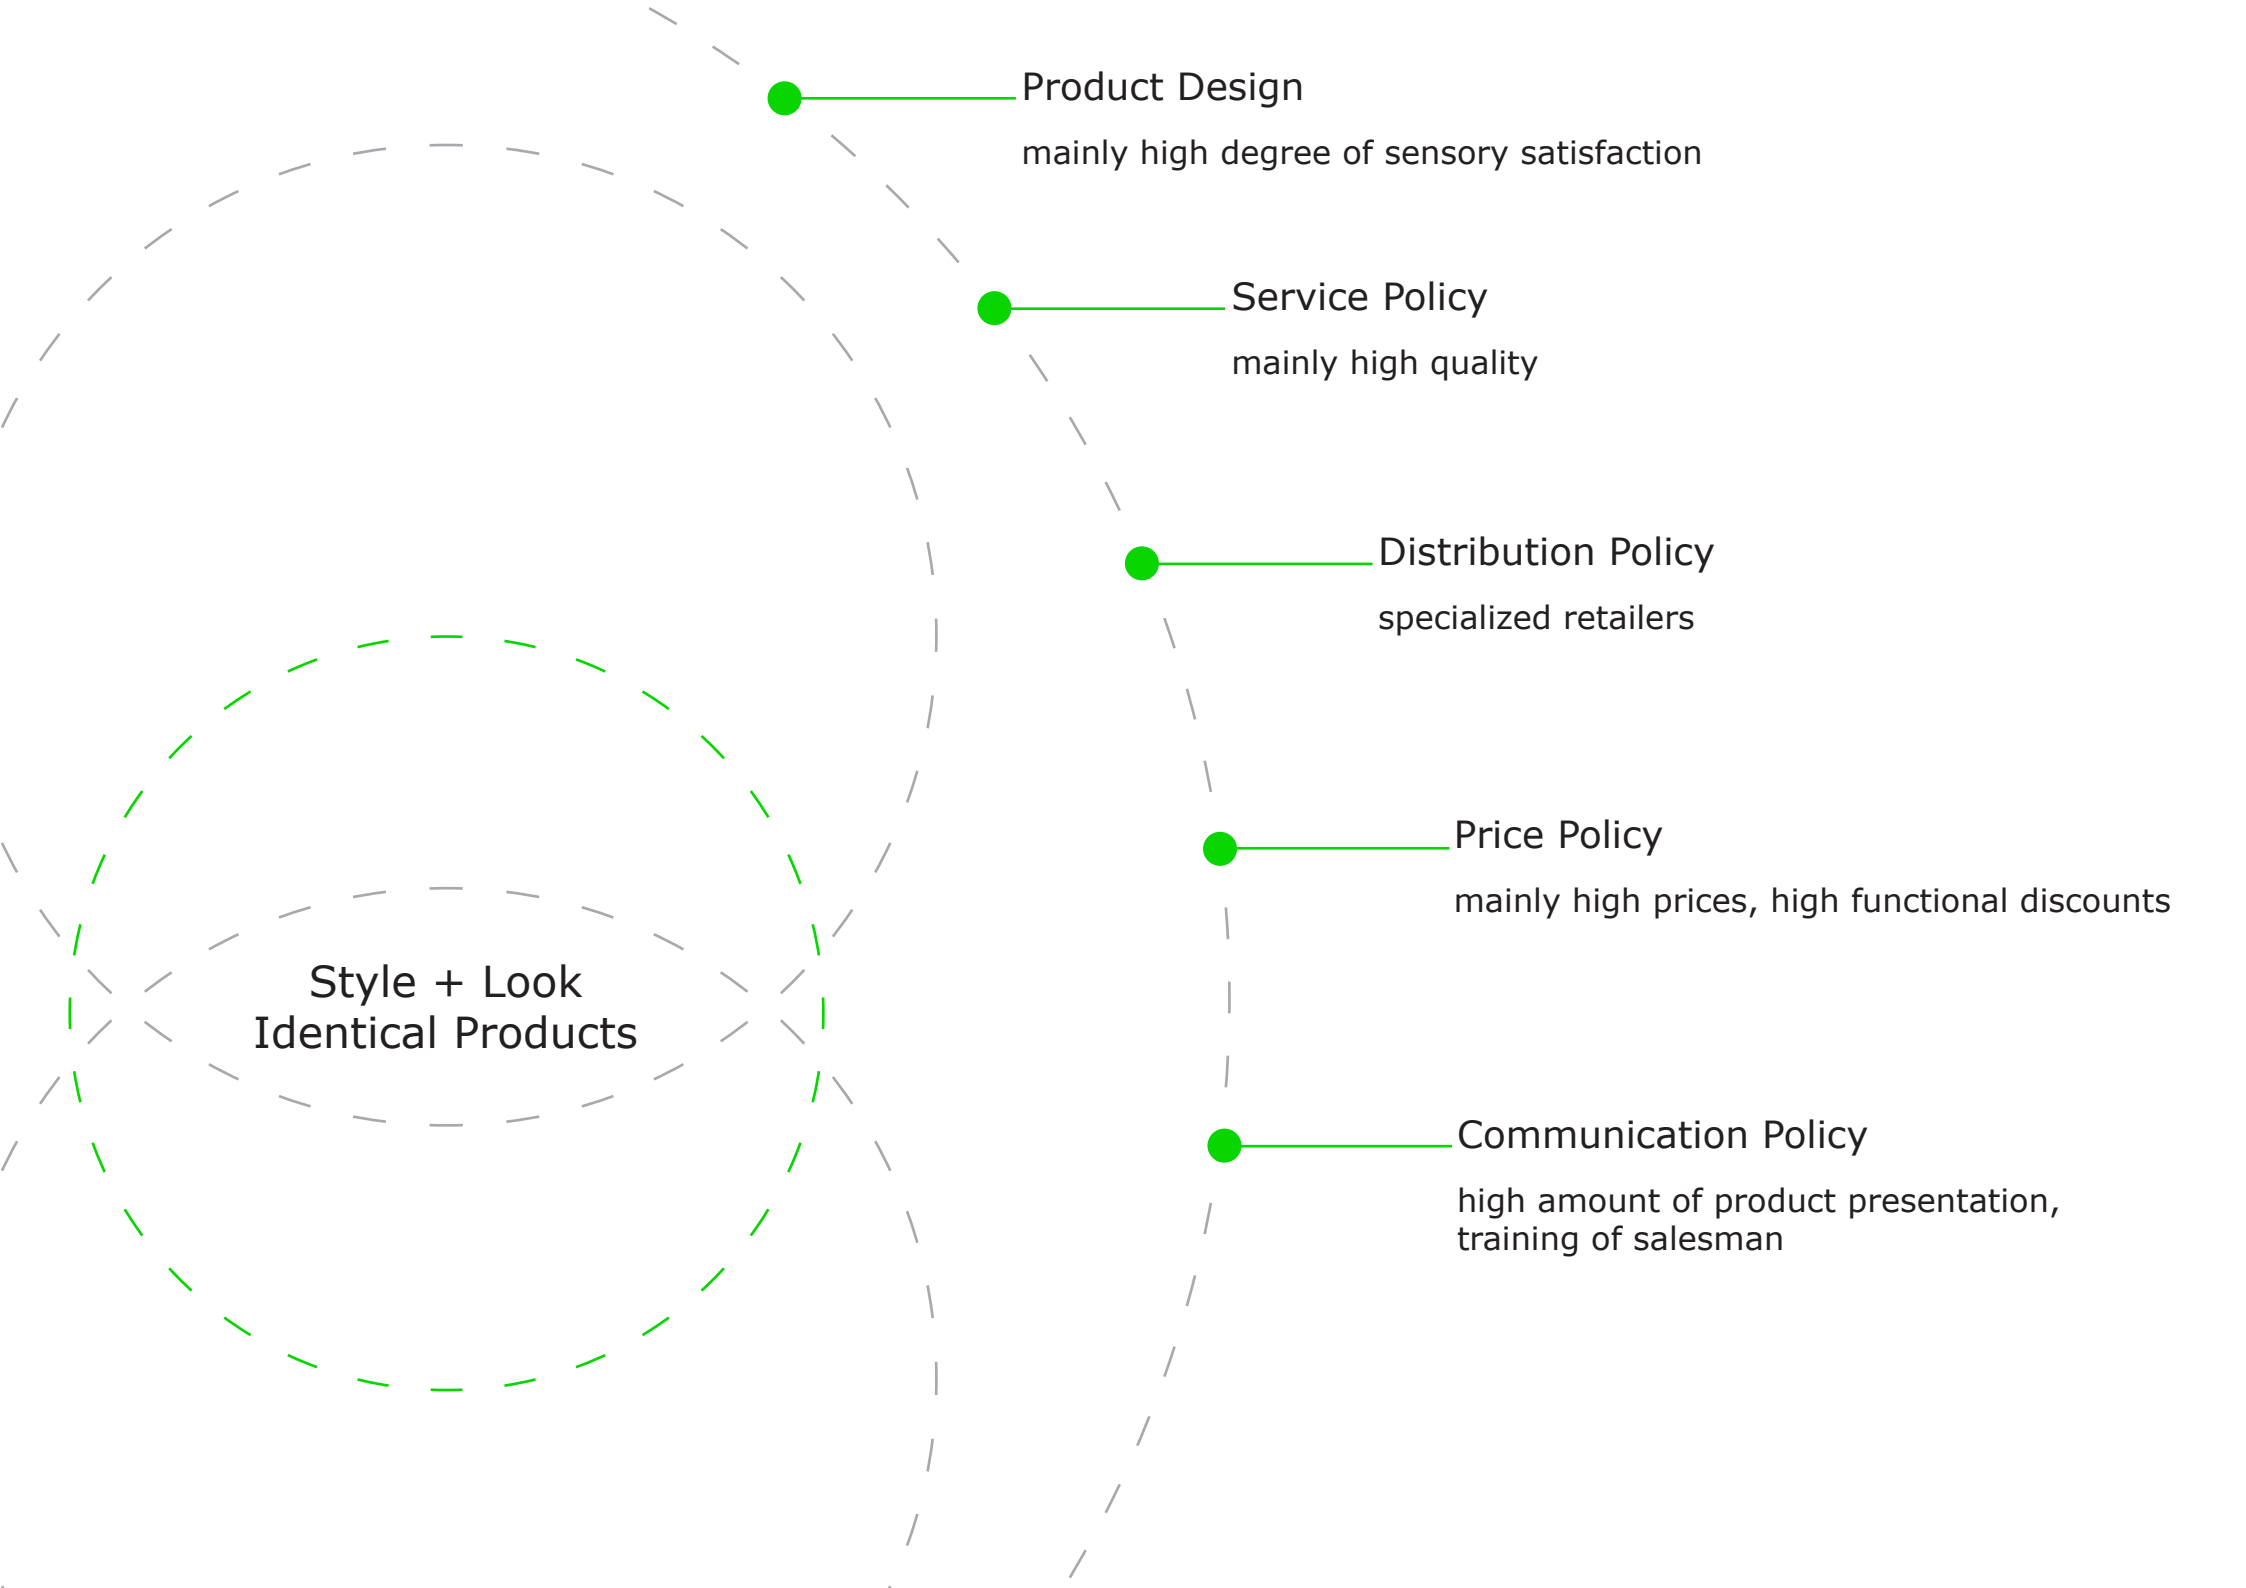 Product Design
mainly high degree of sensory satisfaction
Service Policy
mainly high quality
Distribution Policy
specialized retailers
Price Policy
mainly high prices, high functional discounts
Style + Look
Identical Products
Communication Policy
high amount of product presentation,
training of salesman